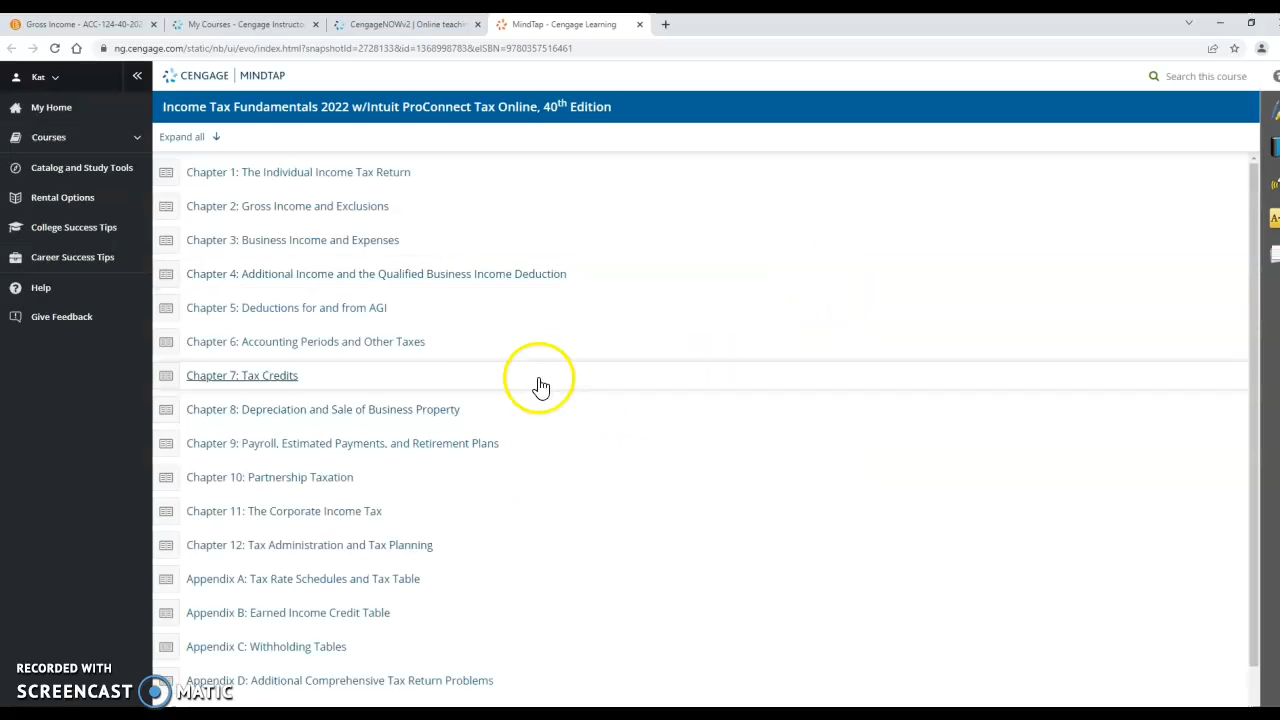 Gross Income - ACC-124-40-202
My Courses - Cengage Instructo
CengageNOWv2 | Online teachin
MindTap - Cengage Learning
ng.cengage.com/static/nb/ui/evo/index.html?snapshotId=2728133&id=1368998783&eISBN=9780357516461
Kat
CENGAGE | MINDTAP
Search this course
My Home
Income Tax Fundamentals 2022 w/Intuit ProConnect Tax Online, 40th Edition
Courses
Expand all
Catalog and Study Tools
Rental Options
College Success Tips
Career Success Tips
Help
Give Feedback
Chapter 1: The Individual Income Tax Return
Chapter 2: Gross Income and Exclusions
Chapter 3: Business Income and Expenses
Chapter 4: Additional Income and the Qualified Business Income Deduction
Chapter 5: Deductions for and from AGI
Chapter 6: Accounting Periods and Other Taxes
Chapter 7: Tax Credits
Chapter 8: Depreciation and Sale of Business Property
Chapter 9: Payroll, Estimated Payments, and Retirement Plans
Chapter 10: Partnership Taxation
Chapter 11: The Corporate Income Tax
Chapter 12: Tax Administration and Tax Planning
Appendix A: Tax Rate Schedules and Tax Table
Appendix B: Earned Income Credit Table
Appendix C: Withholding Tables
Appendix D: Additional Comprehensive Tax Return Problems
RECORDED WITH
SCREENCAST MATIC